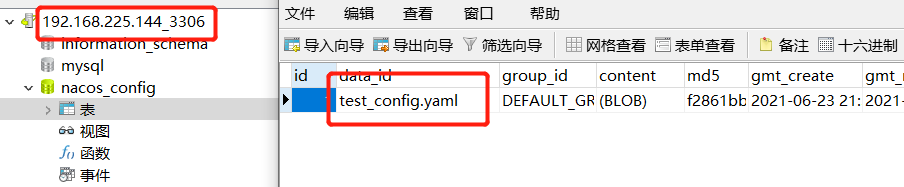 192.168.225.144_3306
information_schema
mysql
nacos_config
表
视图
函数
事件
文件 编辑 查看 窗口 帮助
导入向导 导出向导 筛选向导 网格查看 表单查看 备注 十六进制
id data_id group_id content md5 gmt_create gmt_
test_config.yaml DEFAULT_GR (BLOB) f2861bb 2021-06-23 21: 2021-